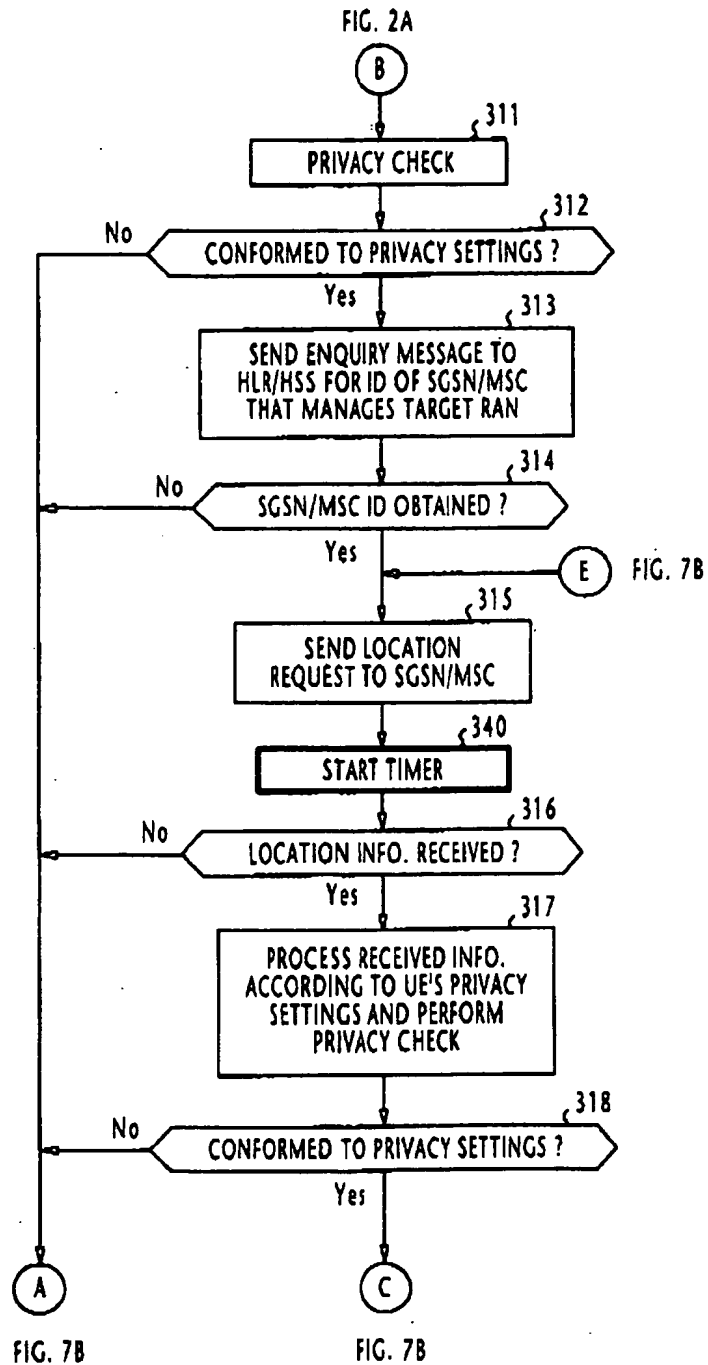 FIG. 2A
B
311
PRIVACY CHECK
312
No
CONFORMED TO PRIVACY SETTINGS ?
Yes
313
SEND ENQUIRY MESSAGE TO
HLR/HSS FOR ID OF SGSN/MSC
THAT MANAGES TARGET RAN
314
No
SGSN/MSC ID OBTAINED ?
Yes
E
FIG. 7B
315
SEND LOCATION
REQUEST TO SGSN/MSC
340
START TIMER
316
No
LOCATION INFO. RECEIVED ?
Yes
317
PROCESS RECEIVED INFO.
ACCORDING TO UE'S PRIVACY
SETTINGS AND PERFORM
PRIVACY CHECK
318
No
CONFORMED TO PRIVACY SETTINGS ?
Yes
A
C
FIG. 7B
FIG. 7B